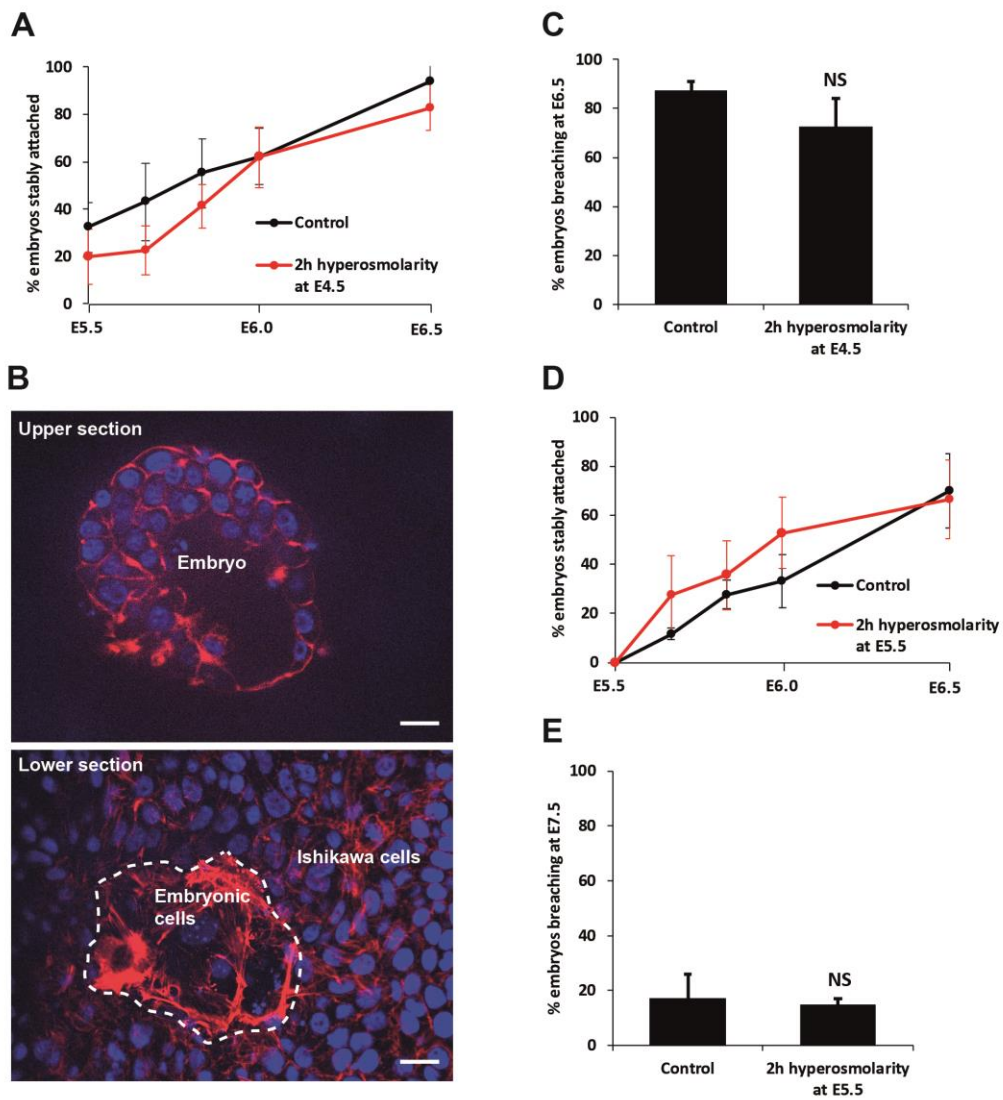 A
% embryos stably attached
100
80
60
40
20
0
Control
2h hyperosmolarity
at E4.5
E5.5
E6.0
E6.5
B
Upper section
Embryo
Lower section
Ishikawa cells
Embryonic
cells
C
% embryos breaching at E6.5
100
80
60
40
20
0
NS
Control
2h hyperosmolarity
at E4.5
D
% embryos stably attached
100
80
60
40
20
0
Control
2h hyperosmolarity
at E5.5
E5.5
E6.0
E6.5
E
% embryos breaching at E7.5
100
80
60
40
20
0
NS
Control
2h hyperosmolarity
at E5.5